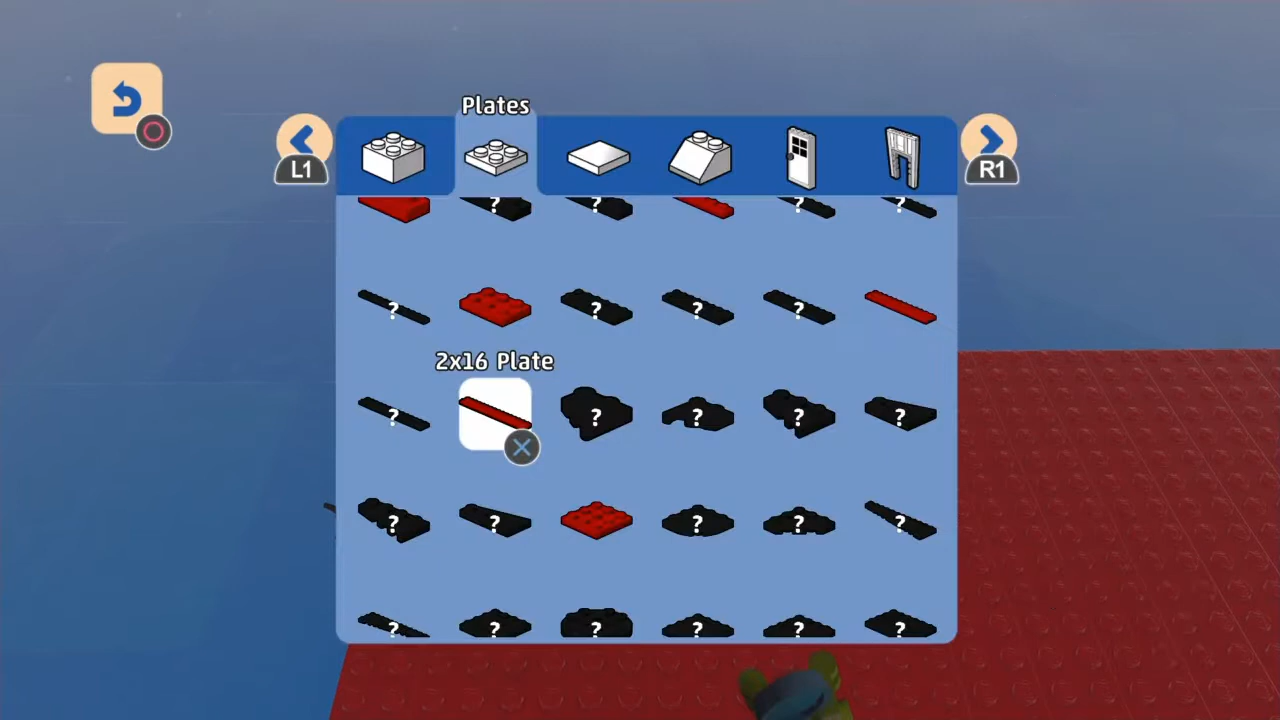 Plates
L1
R1
? ? ? ?
? ? ? ?
2x16 Plate
? ? ? ? ?
? ? ? ? ?
? ? ? ? ? ?